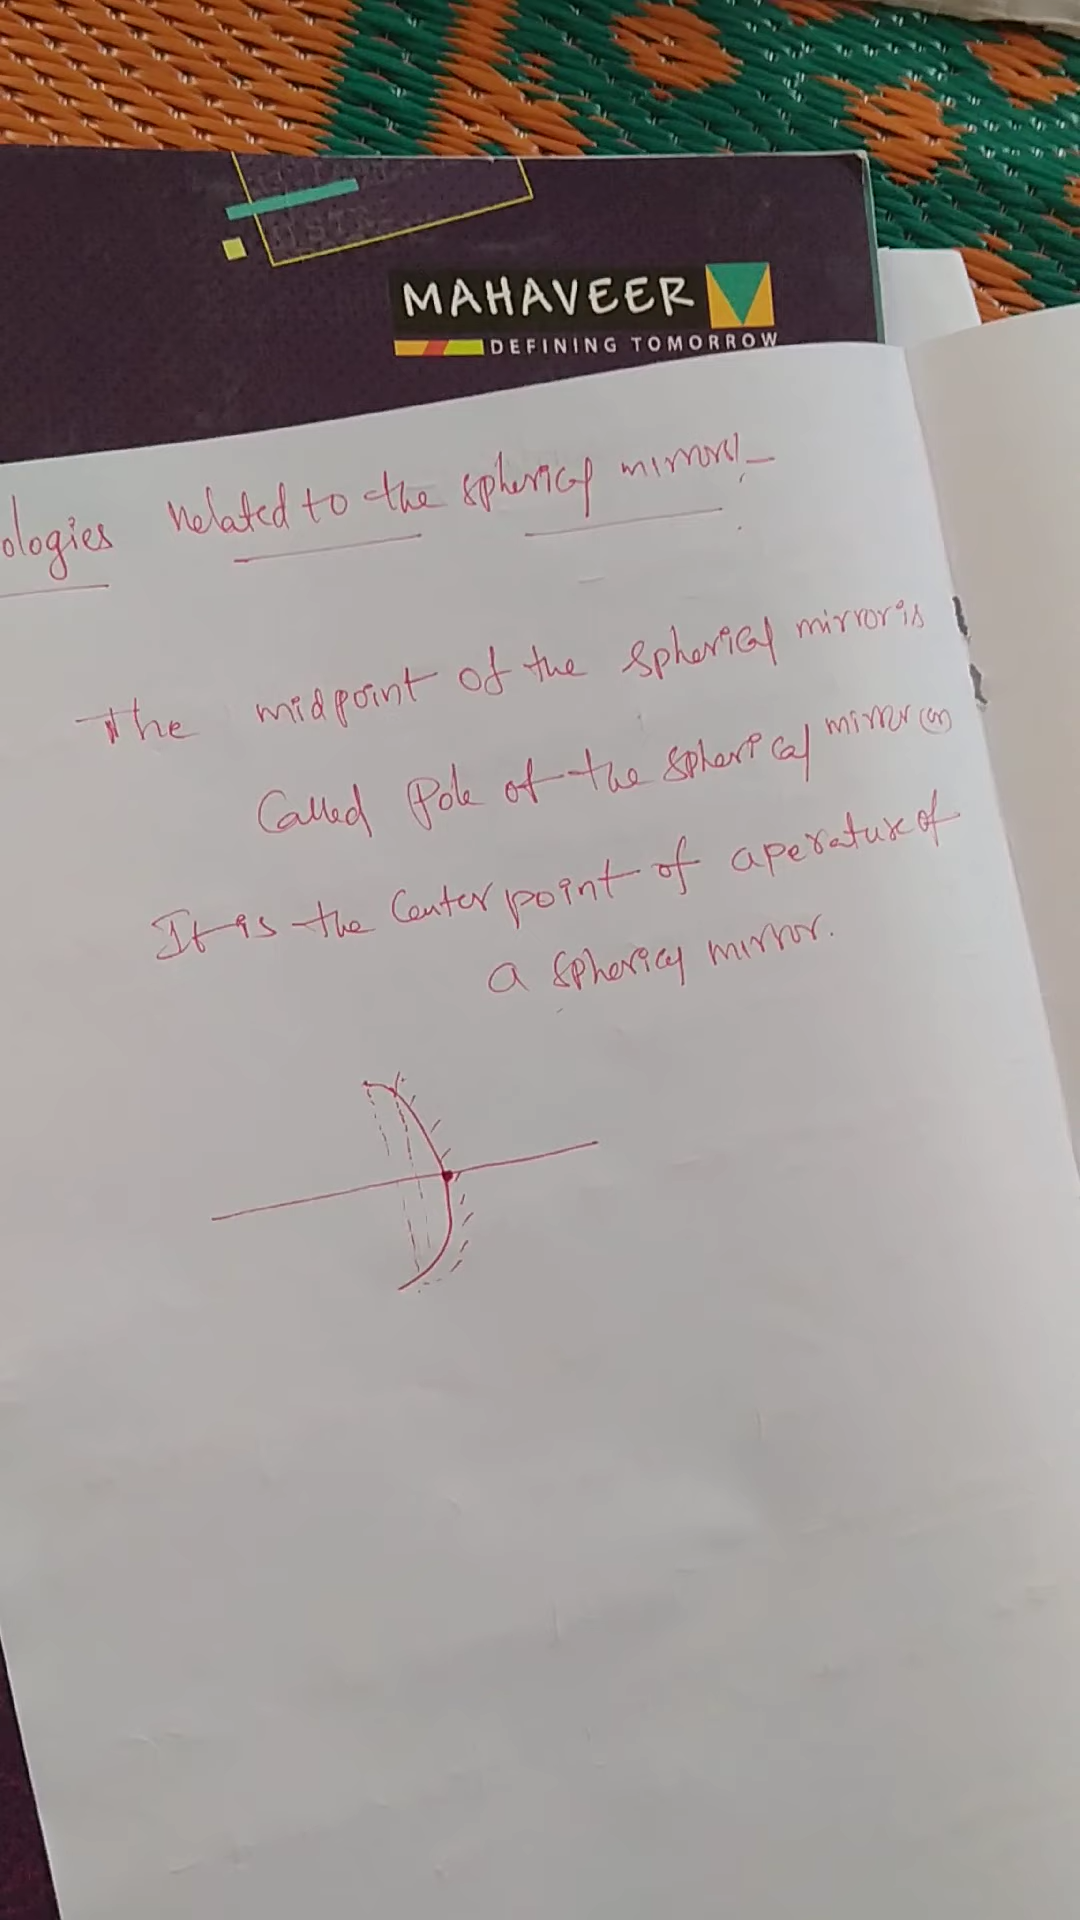 MAHAVEER
DEFINING TOMORROW
ologies related to the spherical mirror!-
The midpoint of the spherical mirror is
Called Pole of the spherical mirror (or)
It is the Center point of aperature of
a spherical mirror.